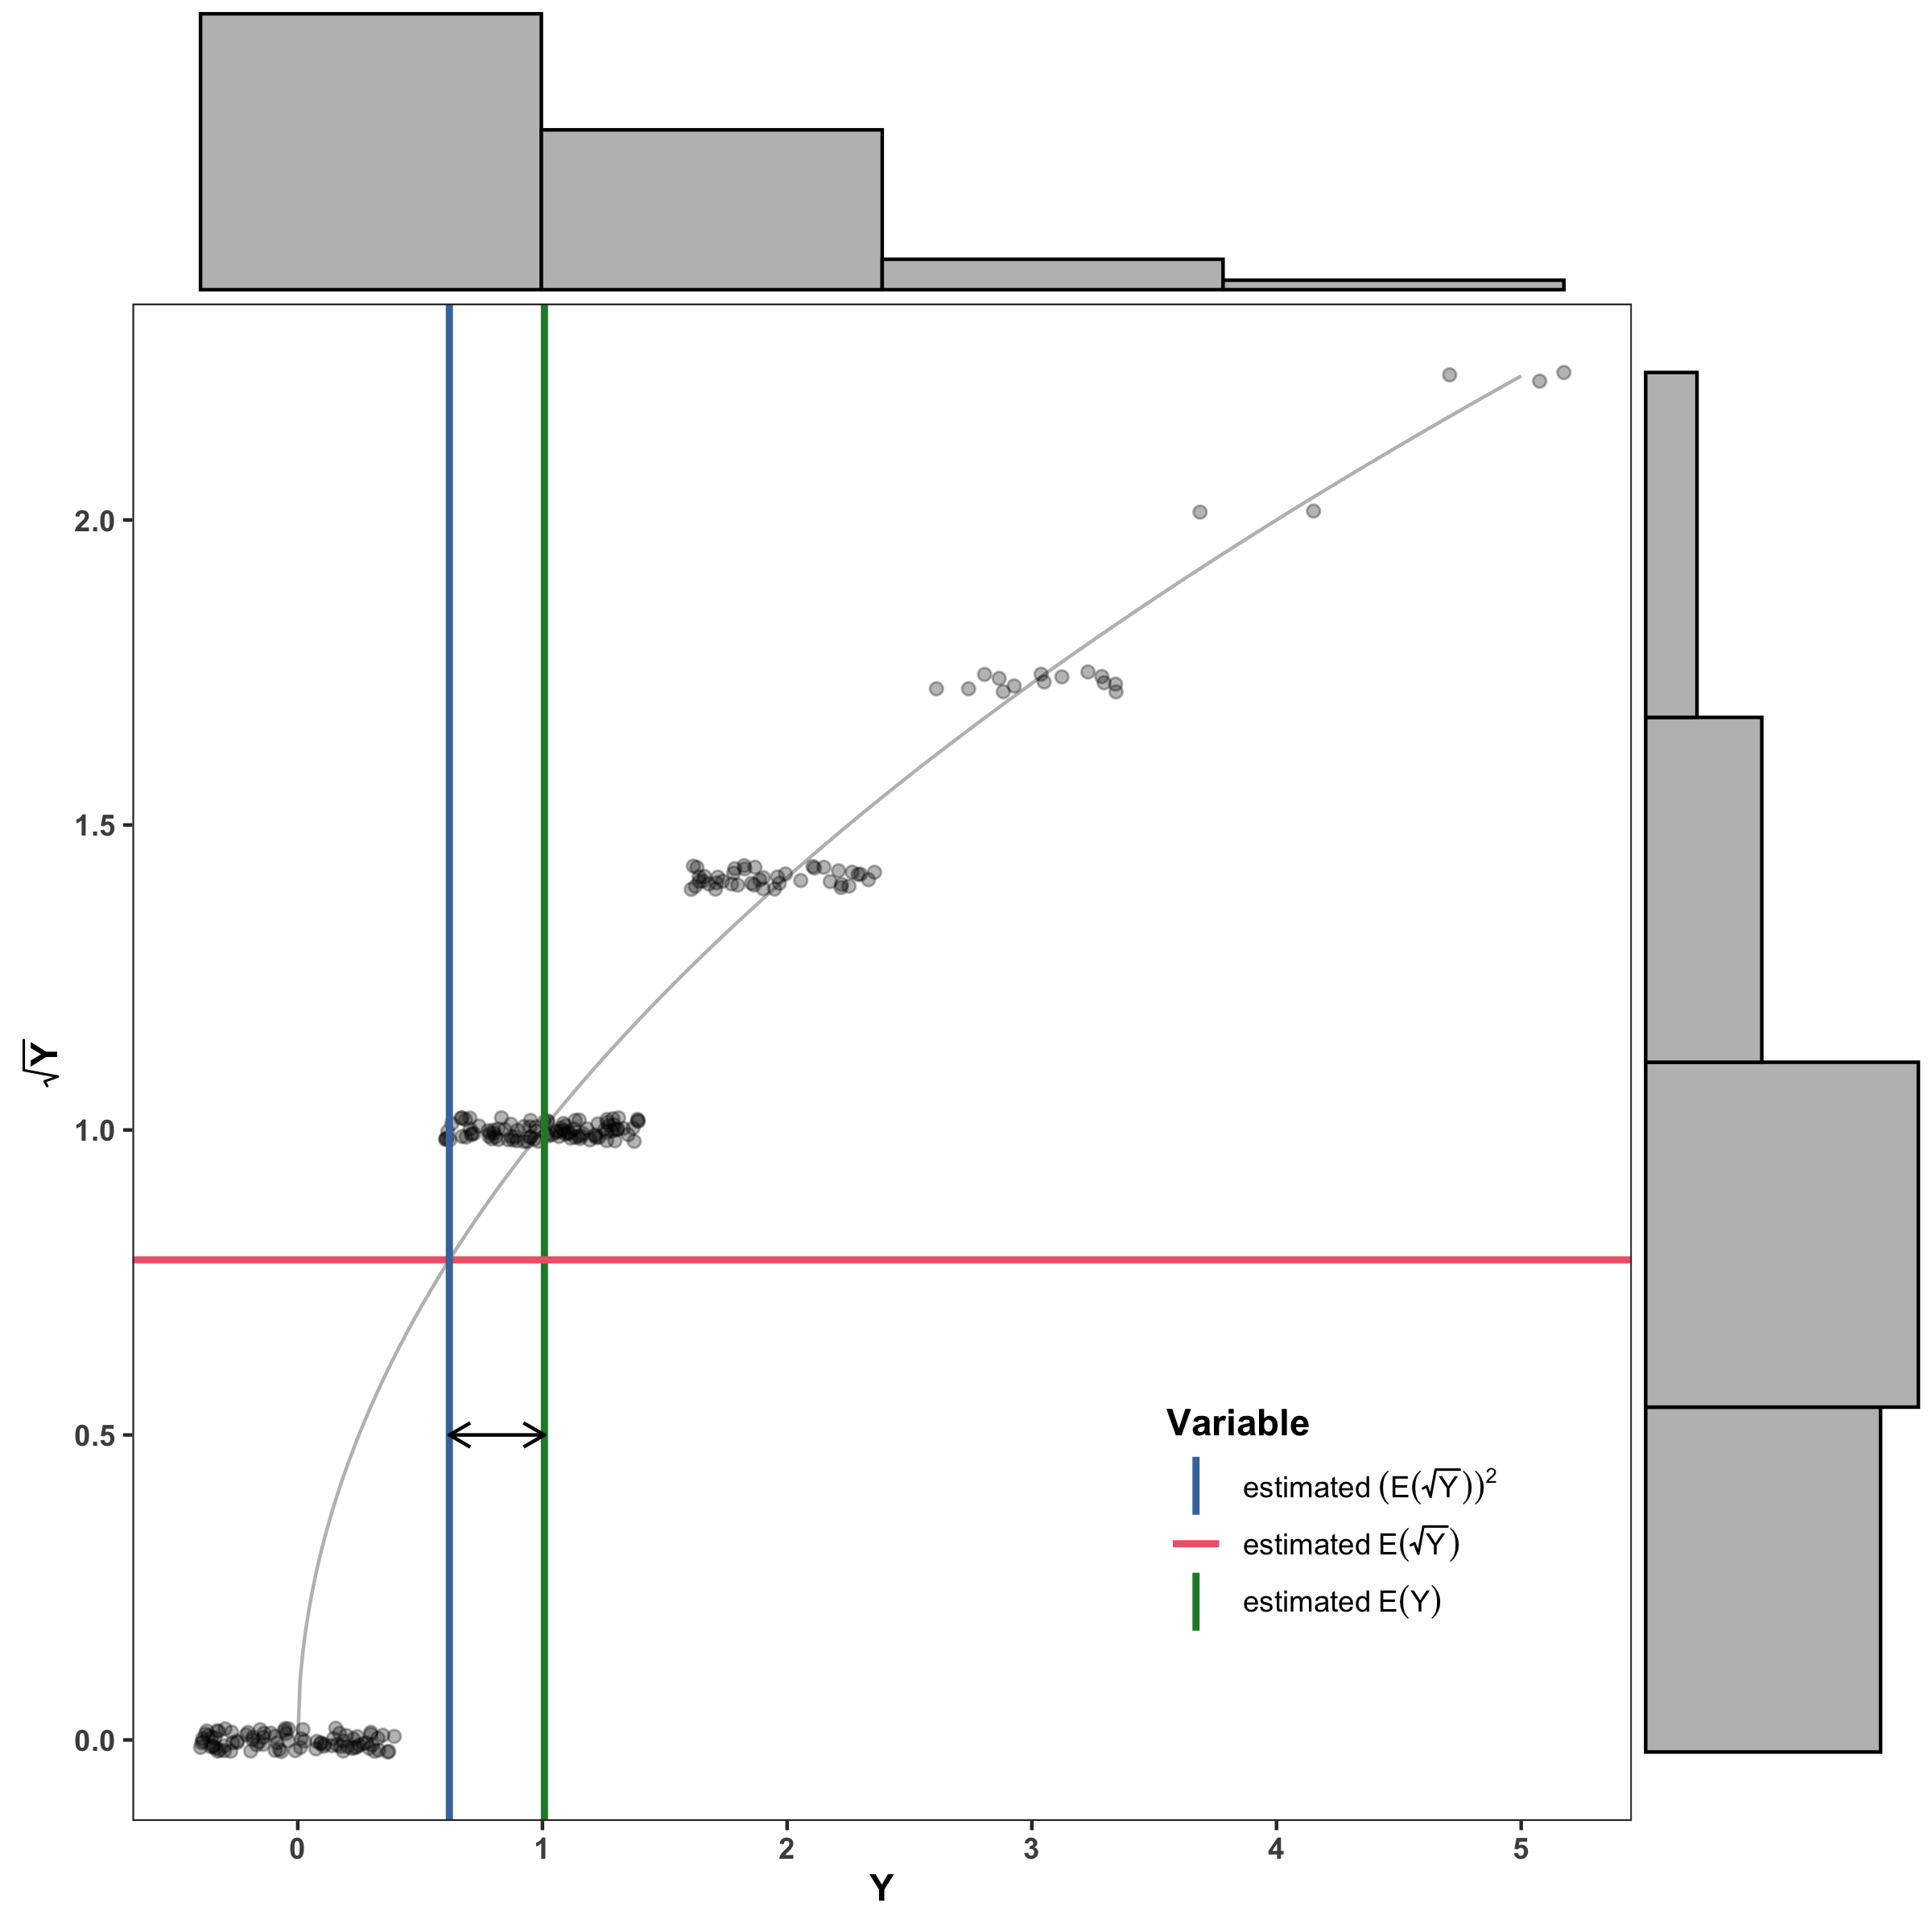 √Y
2.0
1.5
1.0
0.5
0.0
Variable
estimated (E(√Y))²
estimated E(√Y)
estimated E(Y)
0 1 2 3 4 5
Y